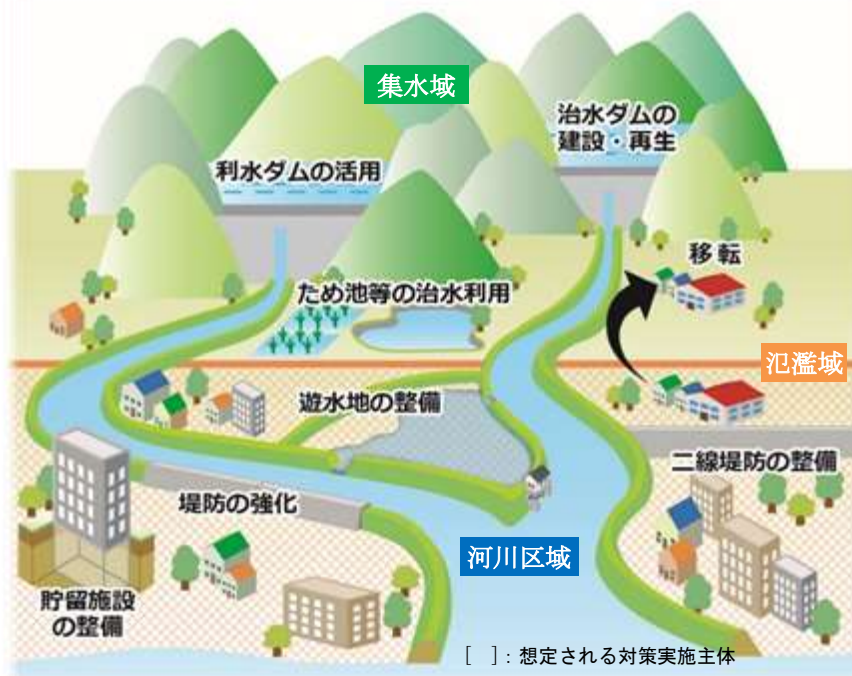 集水域
治水ダムの
建設・再生
利水ダムの活用
移転
ため池等の治水利用
氾濫域
遊水地の整備
二線堤防の整備
堤防の強化
河川区域
貯留施設
の整備
[　]：想定される対策実施主体